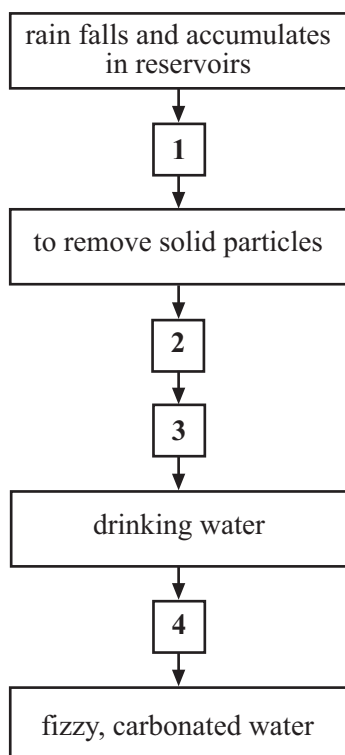 rain falls and accumulates
in reservoirs
1
to remove solid particles
2
3
drinking water
4
fizzy, carbonated water